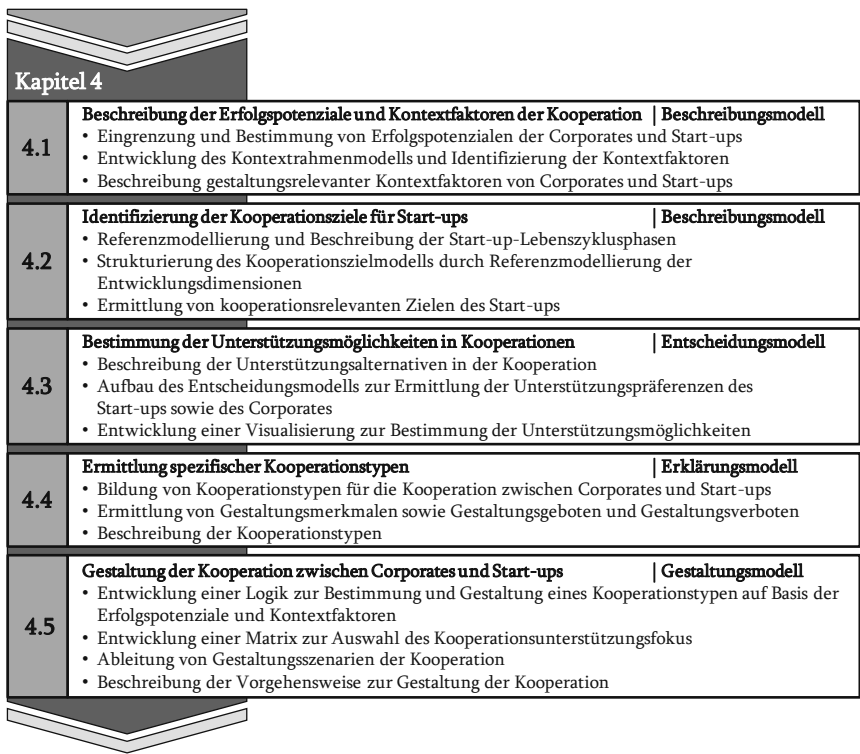 Kapitel 4
4.1
Beschreibung der Erfolgspotenziale und Kontextfaktoren der Kooperation | Beschreibungsmodell
• Eingrenzung und Bestimmung von Erfolgspotenzialen der Corporates und Start-ups
• Entwicklung des Kontextrahmenmodells und Identifizierung der Kontextfaktoren
• Beschreibung gestaltungsrelevanter Kontextfaktoren von Corporates und Start-ups
4.2
Identifizierung der Kooperationsziele für Start-ups | Beschreibungsmodell
• Referenzmodellierung und Beschreibung der Start-up-Lebenszyklusphasen
• Strukturierung des Kooperationszielmodells durch Referenzmodellierung der
Entwicklungsdimensionen
• Ermittlung von kooperationsrelevanten Zielen des Start-ups
4.3
Bestimmung der Unterstützungsmöglichkeiten in Kooperationen | Entscheidungsmodell
• Beschreibung der Unterstützungsalternativen in der Kooperation
• Aufbau des Entscheidungsmodells zur Ermittlung der Unterstützungspräferenzen des
Start-ups sowie des Corporates
• Entwicklung einer Visualisierung zur Bestimmung der Unterstützungsmöglichkeiten
4.4
Ermittlung spezifischer Kooperationstypen | Erklärungsmodell
• Bildung von Kooperationstypen für die Kooperation zwischen Corporates und Start-ups
• Ermittlung von Gestaltungsmerkmalen sowie Gestaltungsgeboten und Gestaltungsverboten
• Beschreibung der Kooperationstypen
4.5
Gestaltung der Kooperation zwischen Corporates und Start-ups | Gestaltungsmodell
• Entwicklung einer Logik zur Bestimmung und Gestaltung eines Kooperationstypen auf Basis der
Erfolgspotenziale und Kontextfaktoren
• Entwicklung einer Matrix zur Auswahl des Kooperationsunterstützungsfokus
• Ableitung von Gestaltungsszenarien der Kooperation
• Beschreibung der Vorgehensweise zur Gestaltung der Kooperation